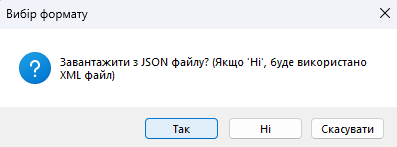 Вибір формату
Завантажити з JSON файлу? (Якщо 'Ні', буде використано
XML файл)
Так
Ні
Скасувати